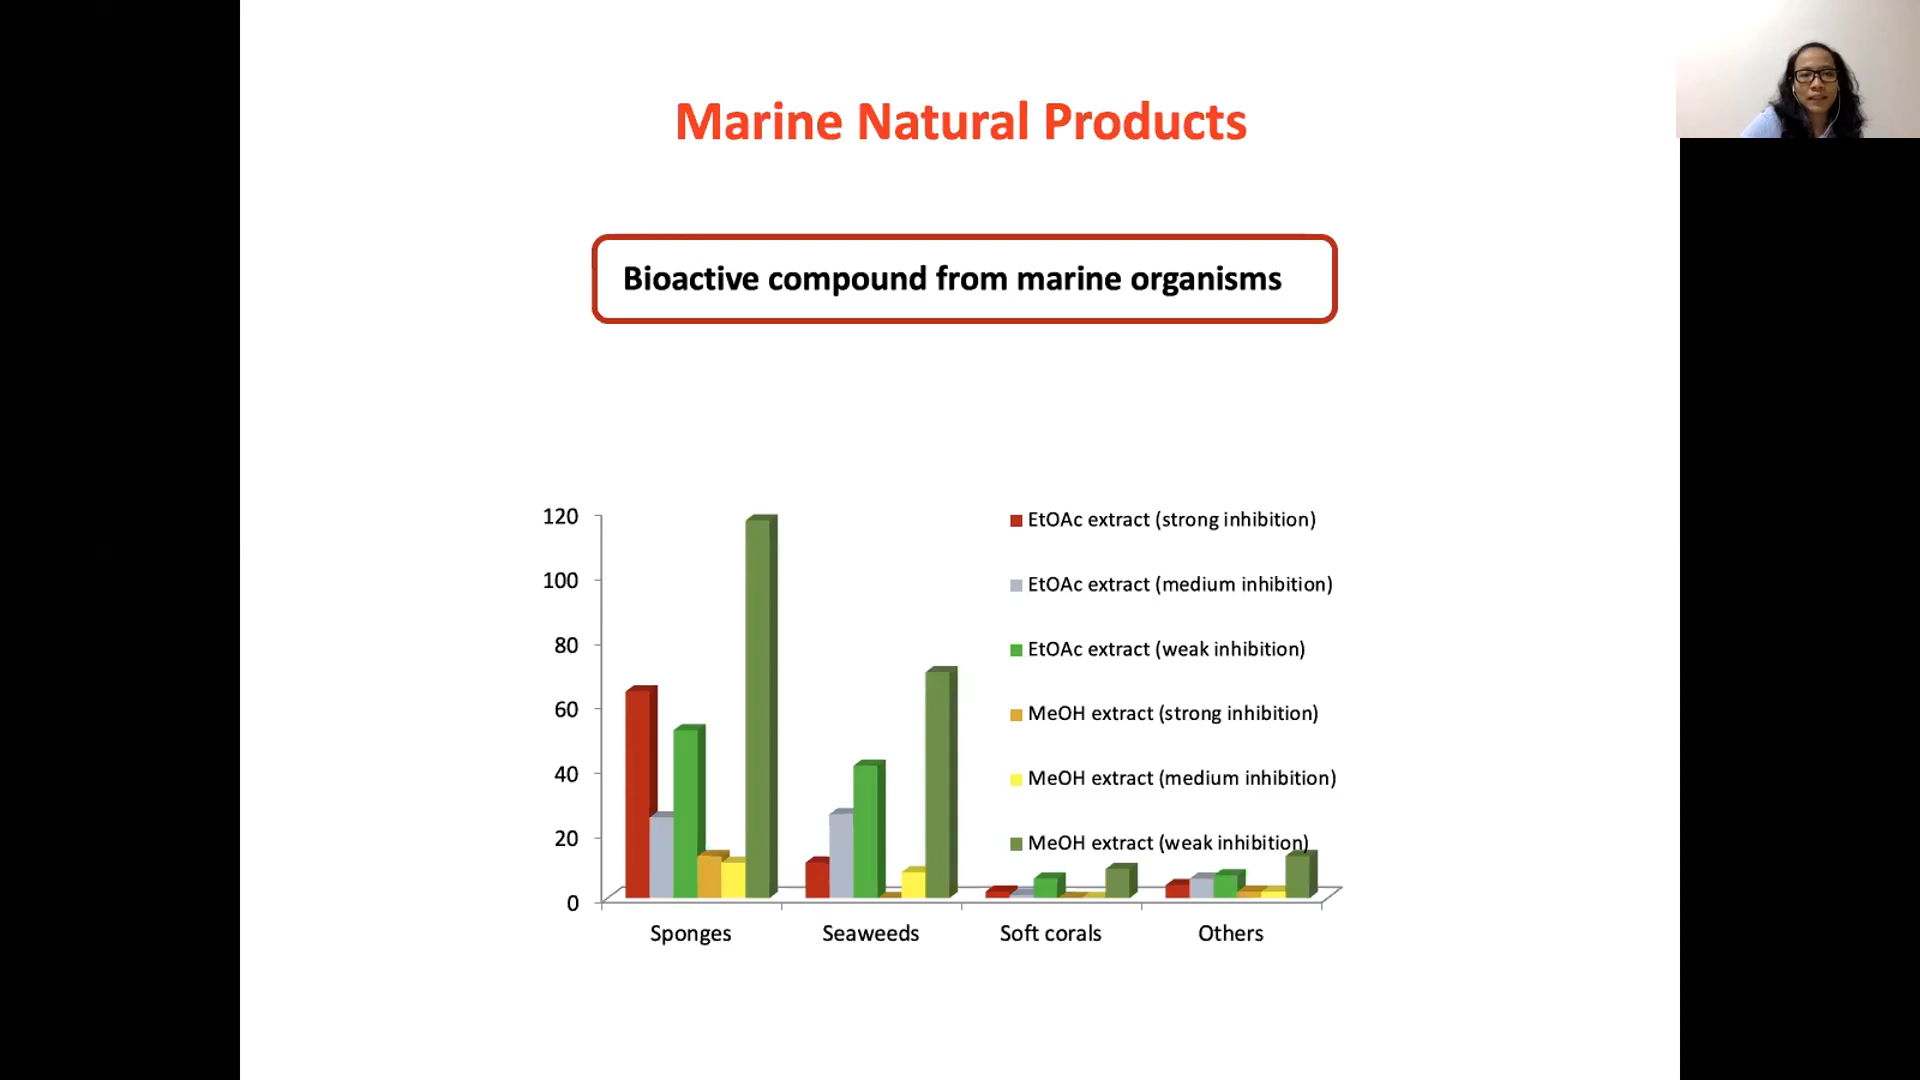 Marine Natural Products
Bioactive compound from marine organisms
120
100
80
60
40
20
0
EtOAc extract (strong inhibition)
EtOAc extract (medium inhibition)
EtOAc extract (weak inhibition)
MeOH extract (strong inhibition)
MeOH extract (medium inhibition)
MeOH extract (weak inhibition)
Sponges
Seaweeds
Soft corals
Others